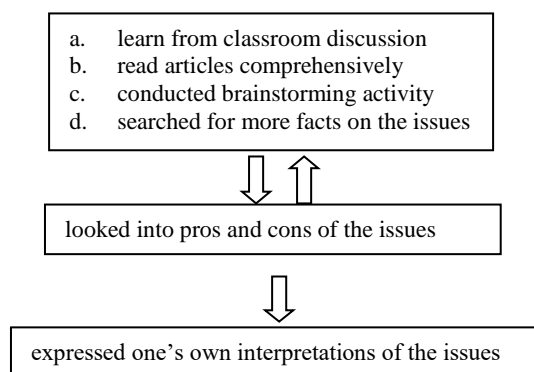 a. learn from classroom discussion
b. read articles comprehensively
c. conducted brainstorming activity
d. searched for more facts on the issues
looked into pros and cons of the issues
expressed one’s own interpretations of the issues